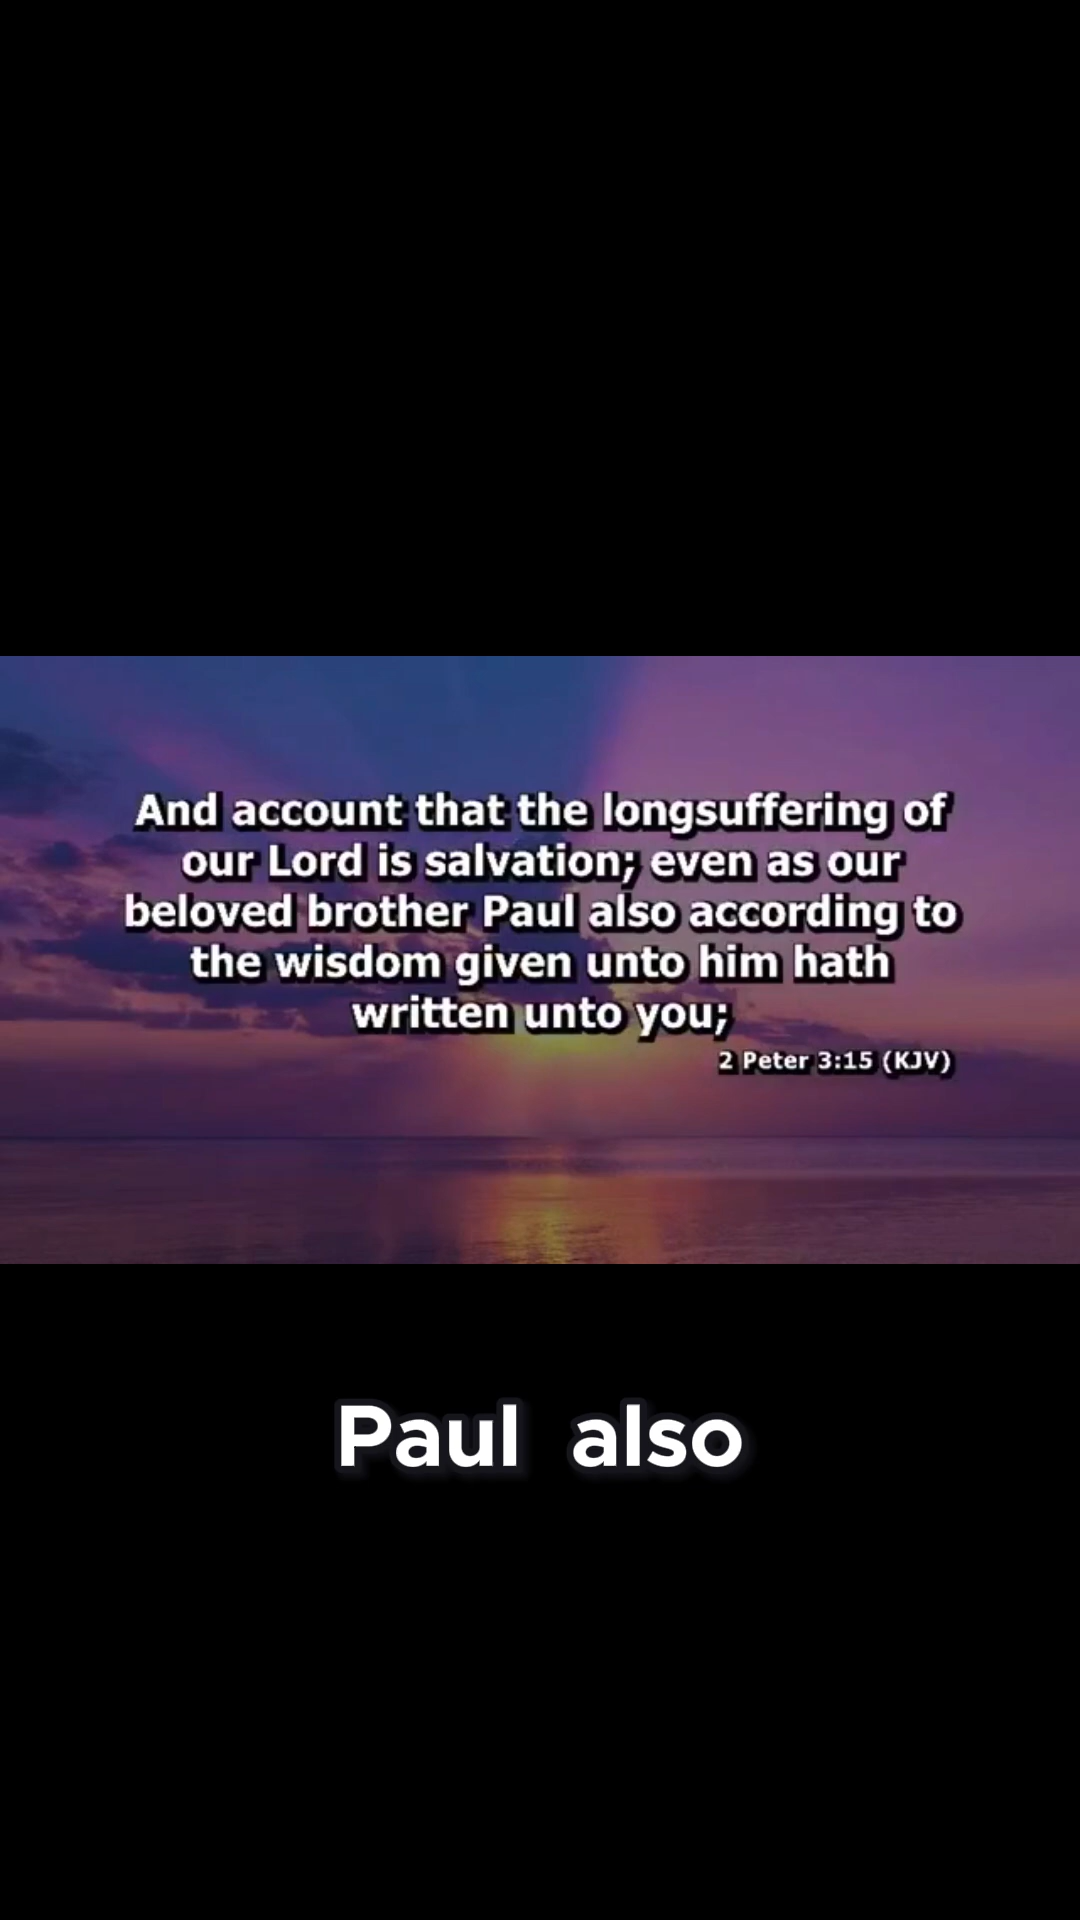 And account that the longsuffering of
our Lord is salvation; even as our
beloved brother Paul also according to
the wisdom given unto him hath
written unto you;
2 Peter 3:15 (KJV)
Paul also